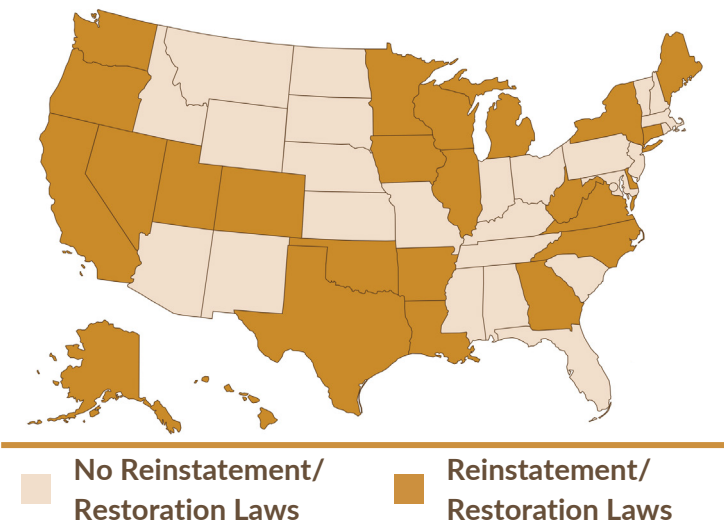 No Reinstatement/
Restoration Laws
Reinstatement/
Restoration Laws